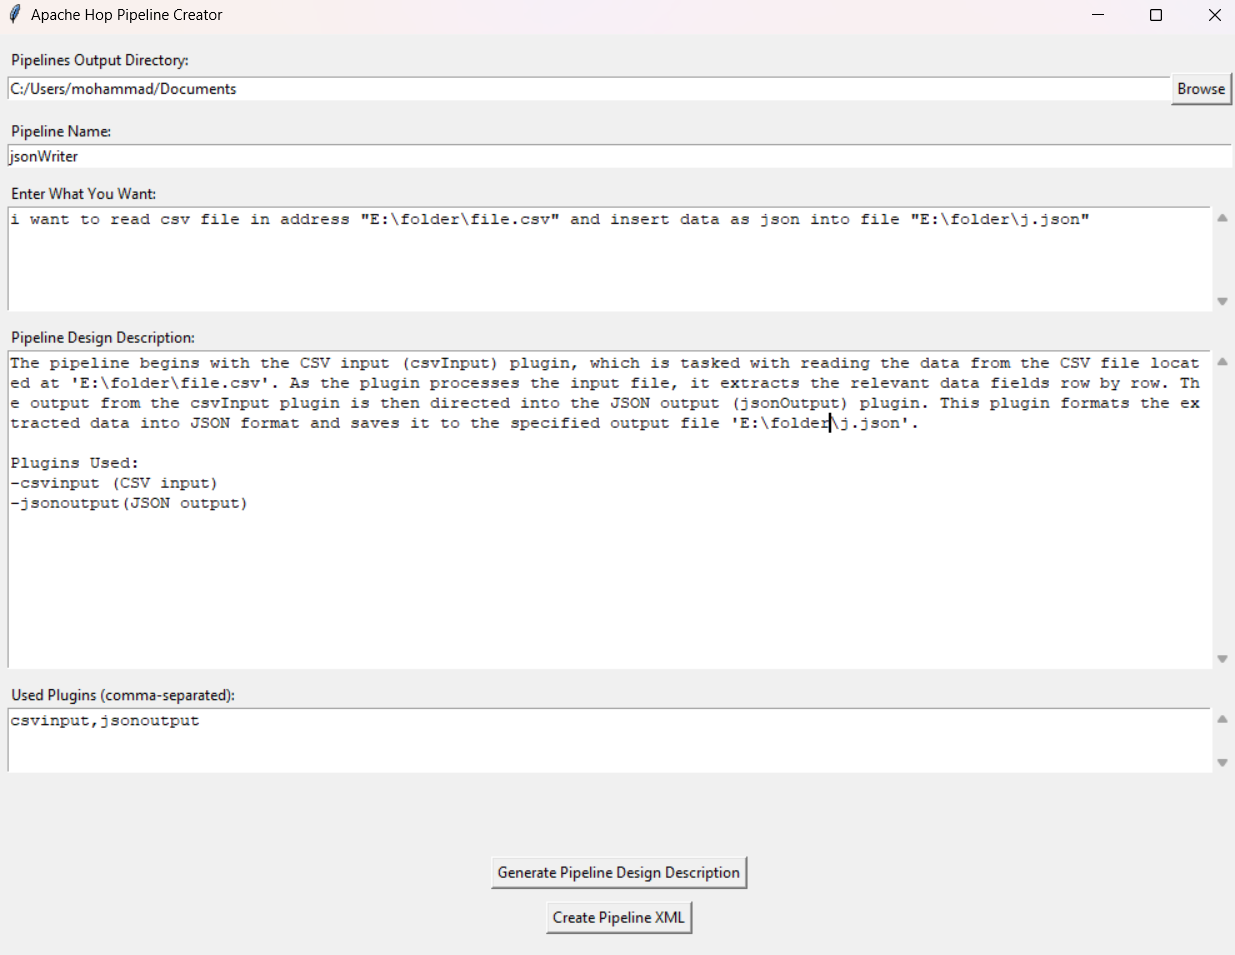 Apache Hop Pipeline Creator
Pipelines Output Directory:
C:/Users/mohammad/Documents
Browse
Pipeline Name:
jsonWriter
Enter What You Want:
i want to read csv file in address "E:\folder\file.csv" and insert data as json into file "E:\folder\j.json"
Pipeline Design Description:
The pipeline begins with the CSV input (csvInput) plugin, which is tasked with reading the data from the CSV file locat
ed at 'E:\folder\file.csv'. As the plugin processes the input file, it extracts the relevant data fields row by row. Th
e output from the csvInput plugin is then directed into the JSON output (jsonOutput) plugin. This plugin formats the ex
tracted data into JSON format and saves it to the specified output file 'E:\folder\j.json'.
Plugins Used:
-csvinput (CSV input)
-jsonoutput(JSON output)
Used Plugins (comma-separated):
csvinput,jsonoutput
Generate Pipeline Design Description
Create Pipeline XML